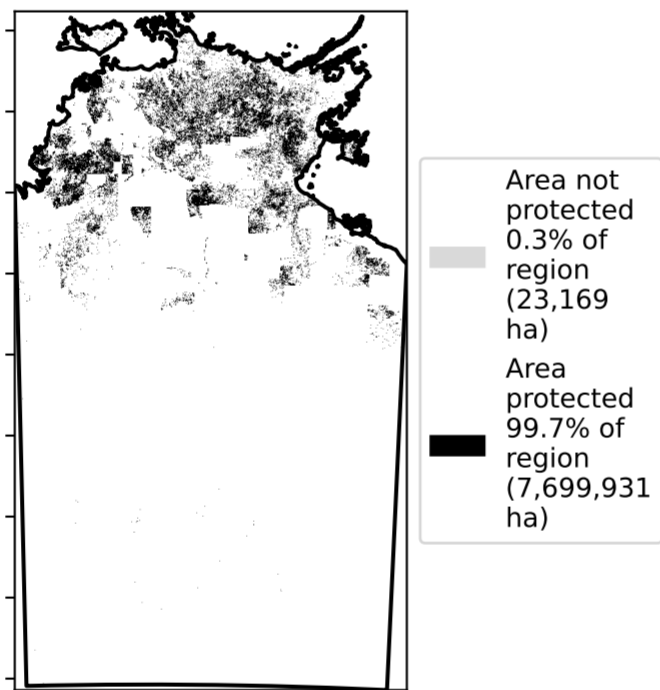 Area not
protected
0.3% of
region
(23,169
ha)
Area
protected
99.7% of
region
(7,699,931
ha)